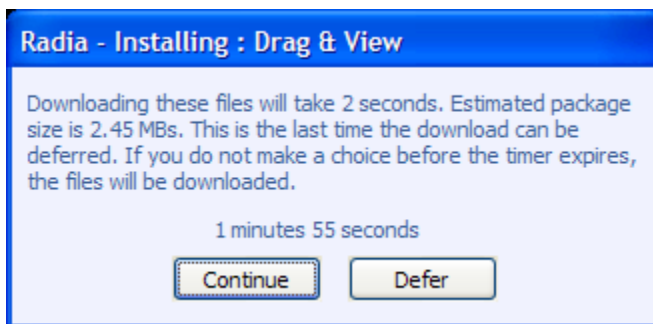 Radia - Installing : Drag & View
Downloading these files will take 2 seconds. Estimated package
size is 2.45 MBs. This is the last time the download can be
deferred. If you do not make a choice before the timer expires,
the files will be downloaded.
1 minutes 55 seconds
Continue Defer